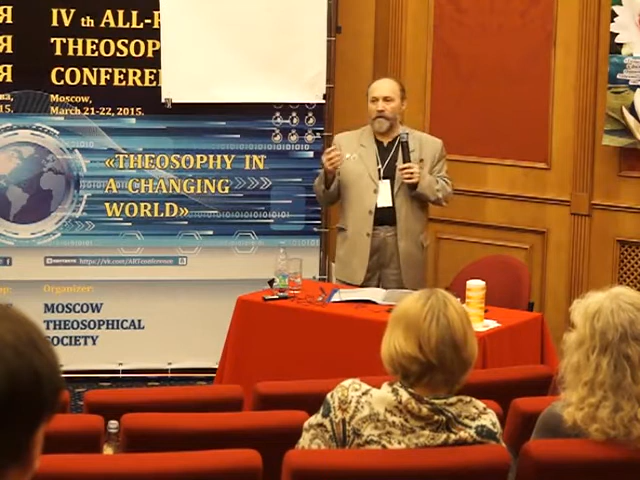 Я
Я
Я
15.
IV th ALL-
THEOSOP
CONFERE
Moscow,
March 21-22, 2015.
«THEOSOPHY IN
A CHANGING
WORLD»
https://vk.com/ARTconference
Organizer:
MOSCOW
THEOSOPHICAL
SOCIETY